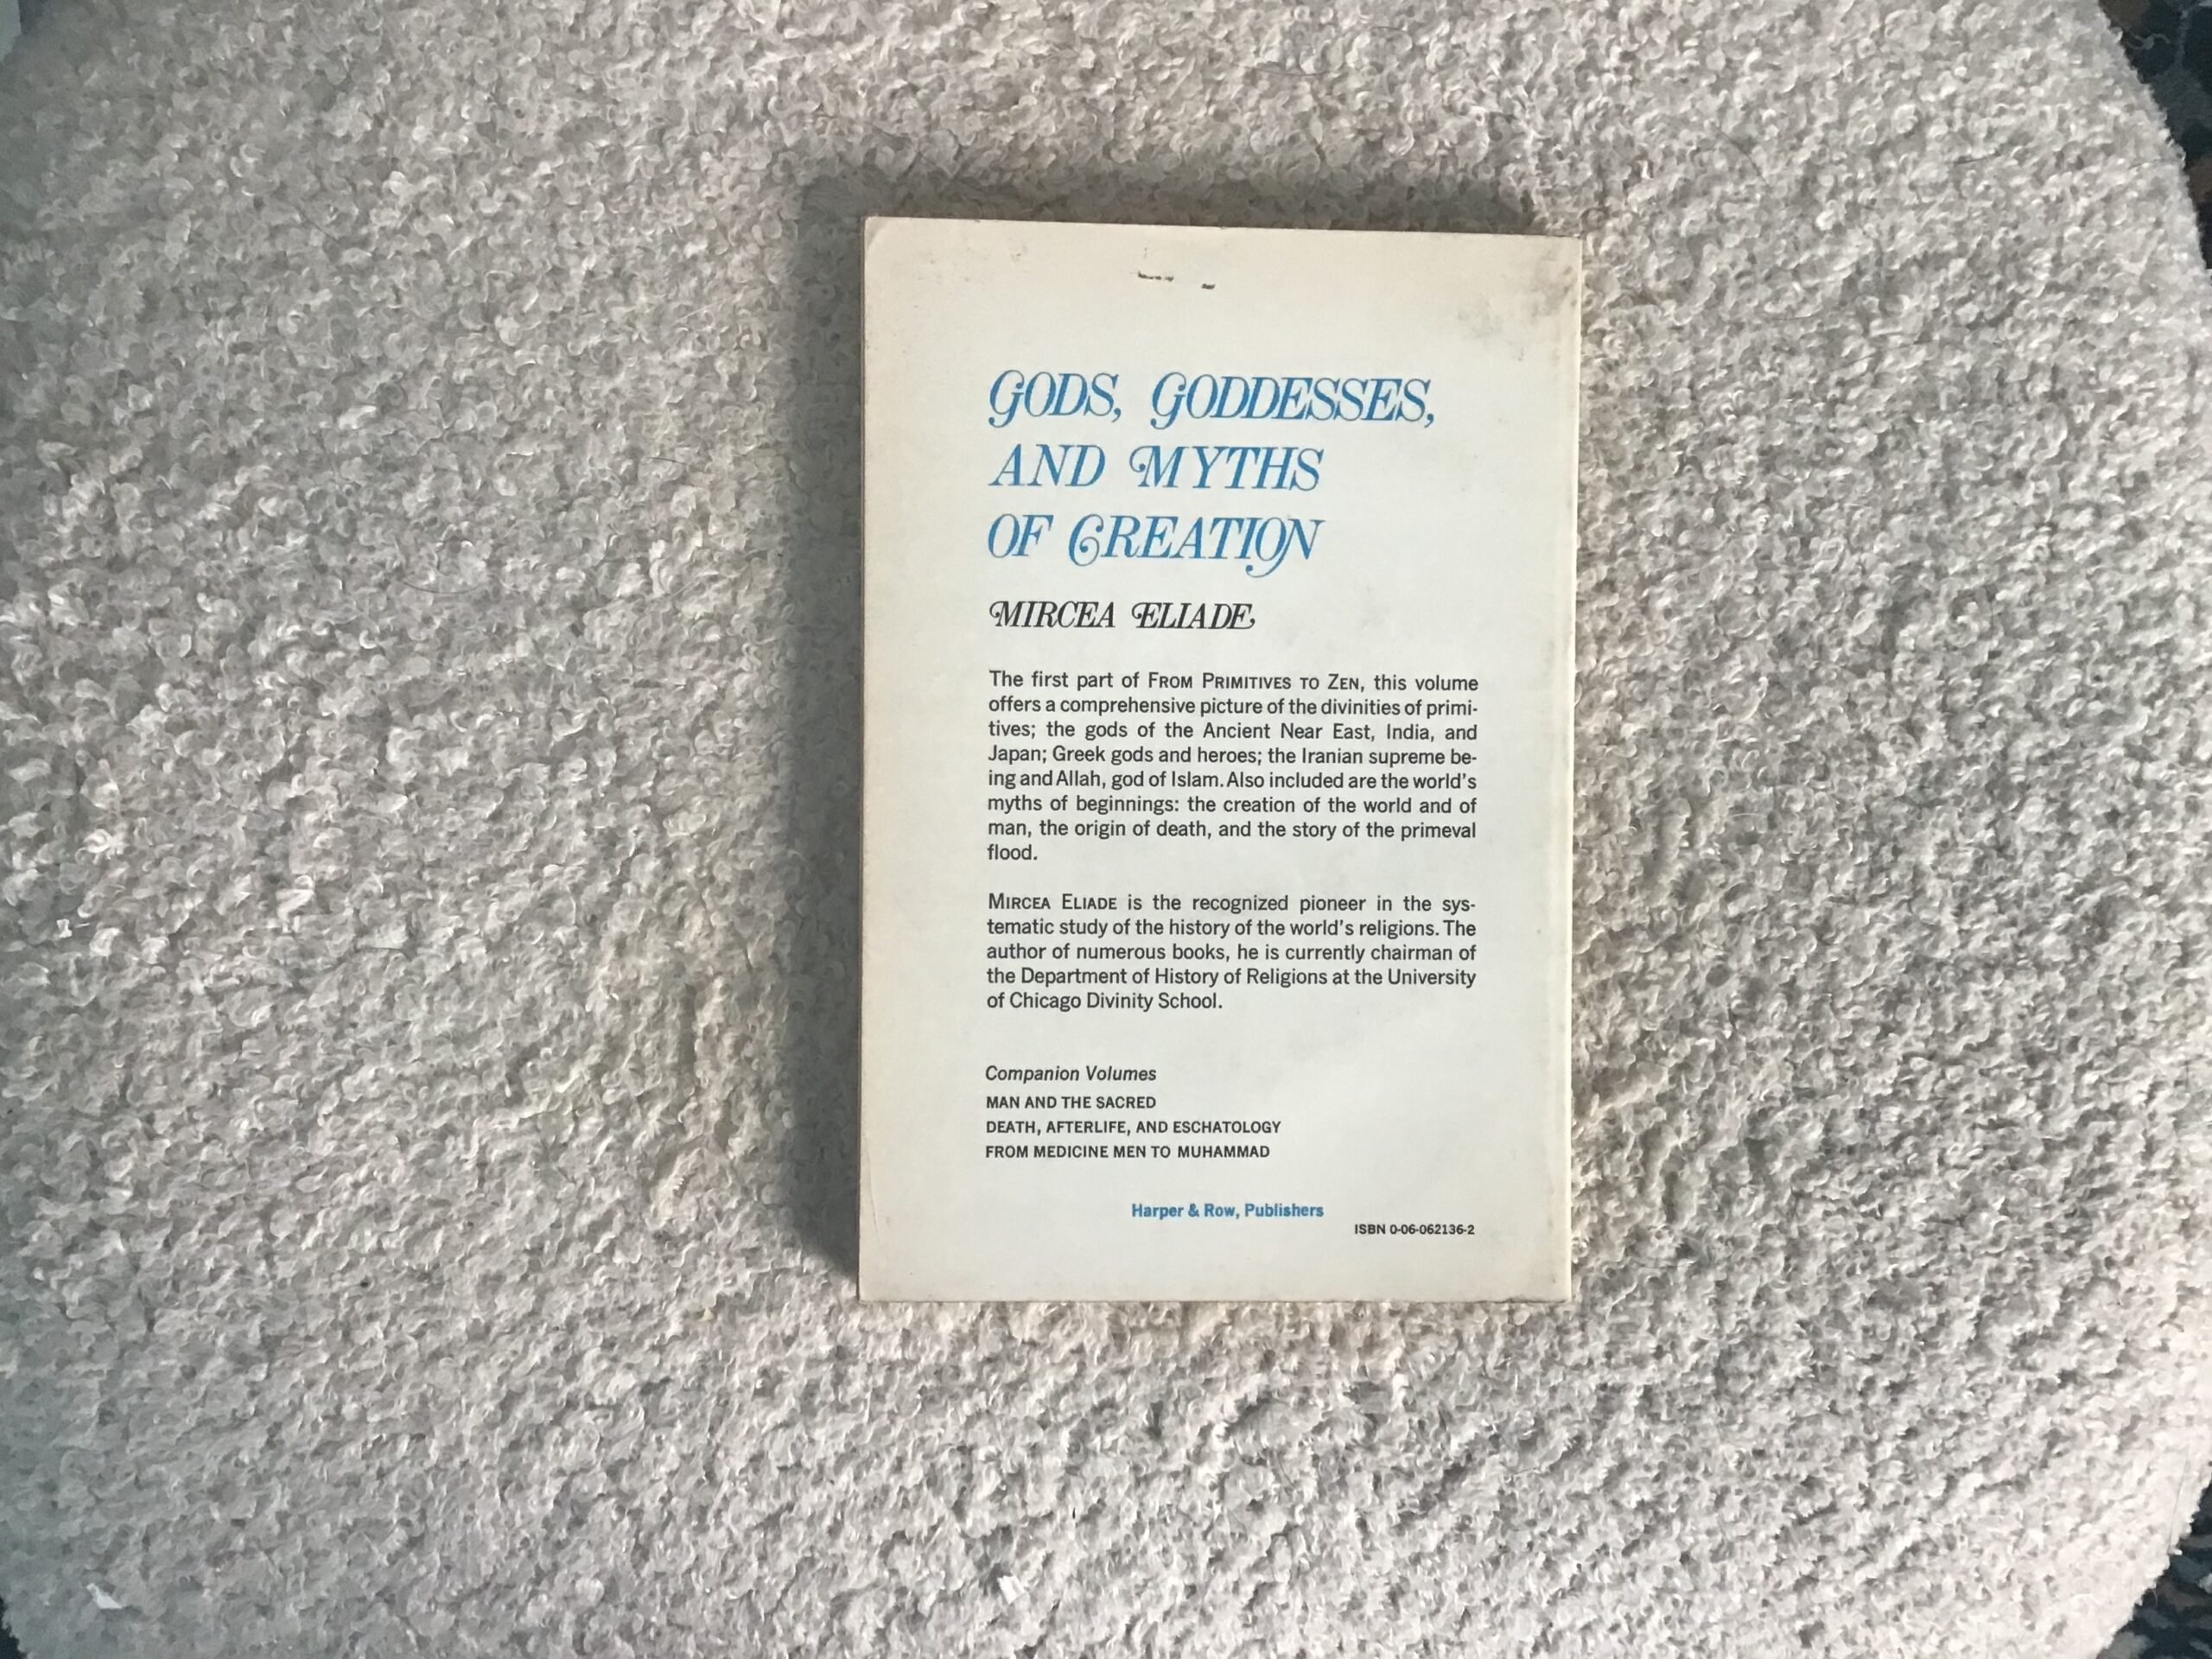 GODS, GODDESSES,
AND MYTHS
OF CREATION
MIRCEA ELIADE
The first part of FROM PRIMITIVES TO ZEN, this volume
offers a comprehensive picture of the divinities of primi-
tives; the gods of the Ancient Near East, India, and
Japan; Greek gods and heroes; the Iranian supreme be-
ing and Allah, god of Islam. Also included are the world's
myths of beginnings: the creation of the world and of
man, the origin of death, and the story of the primeval
flood.
MIRCEA ELIADE is the recognized pioneer in the sys-
tematic study of the history of the world's religions. The
author of numerous books, he is currently chairman of
the Department of History of Religions at the University
of Chicago Divinity School.
Companion Volumes
MAN AND THE SACRED
DEATH, AFTERLIFE, AND ESCHATOLOGY
FROM MEDICINE MEN TO MUHAMMAD
Harper & Row, Publishers
ISBN 0-06-062136-2